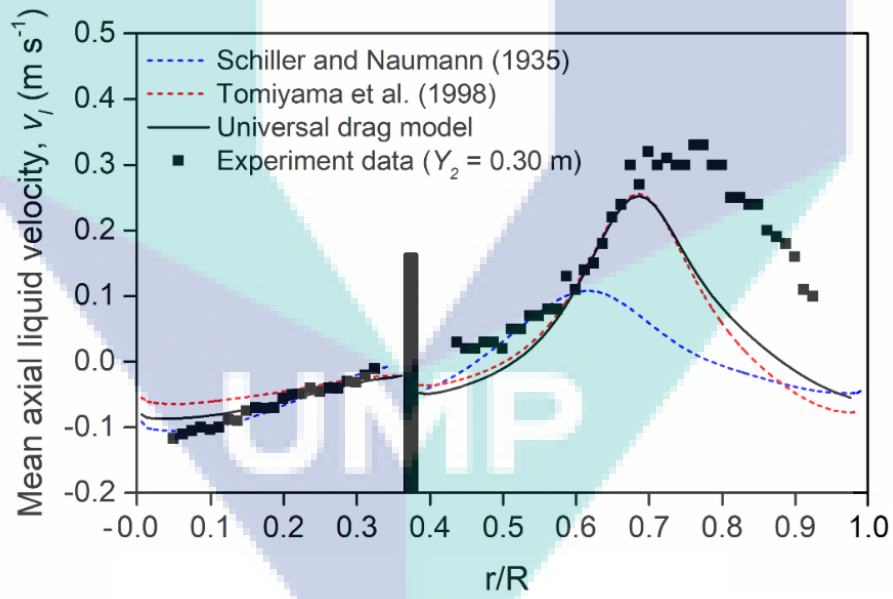 Mean axial liquid velocity, v_l (m s⁻¹)
0.5
0.4
0.3
0.2
0.1
0.0
-0.1
-0.2
Schiller and Naumann (1935)
Tomiyama et al. (1998)
Universal drag model
Experiment data (Y₂ = 0.30 m)
UMP
-0.0 0.1 0.2 0.3 0.4 0.5 0.6 0.7 0.8 0.9 1.0
r/R